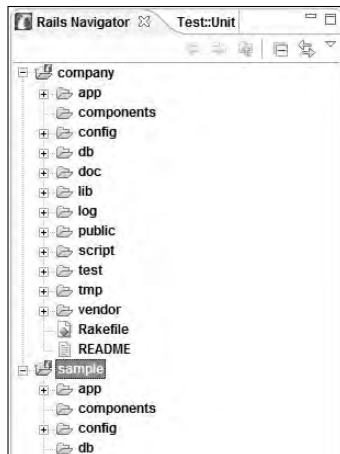 Rails Navigator Test::Unit
company
app
components
config
db
doc
lib
log
public
script
test
tmp
vendor
Rakefile
README
sample
app
components
config
db